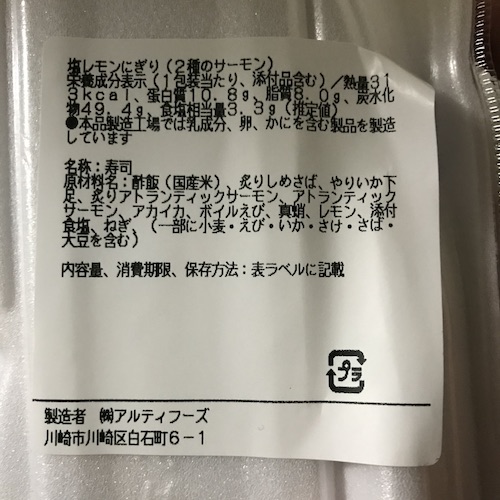 塩レモンにぎり(2種のサーモン)
栄養成分表示(1包装当たり、添付品含む)/熱量31
3kcal、蛋白質10.8g、脂質8.0g、炭水化
物49.4g、食塩相当量3.3g(推定値)
●本品製造工場では乳成分、卵、かにを含む製品を製造
しています
名称:寿司
原材料名:酢飯(国産米)、炙りしめさば、やりいか下
足、炙りアトランティックサーモン、アトランティック
サーモン、アカイカ、ボイルえび、真蛸、レモン、添付
食塩、ねぎ、(一部に小麦・えび・いか・さけ・さば・
大豆を含む)
内容量、消費期限、保存方法:表ラベルに記載
プラ
製造者 ㈱アルティフーズ
川崎市川崎区白石町6-1